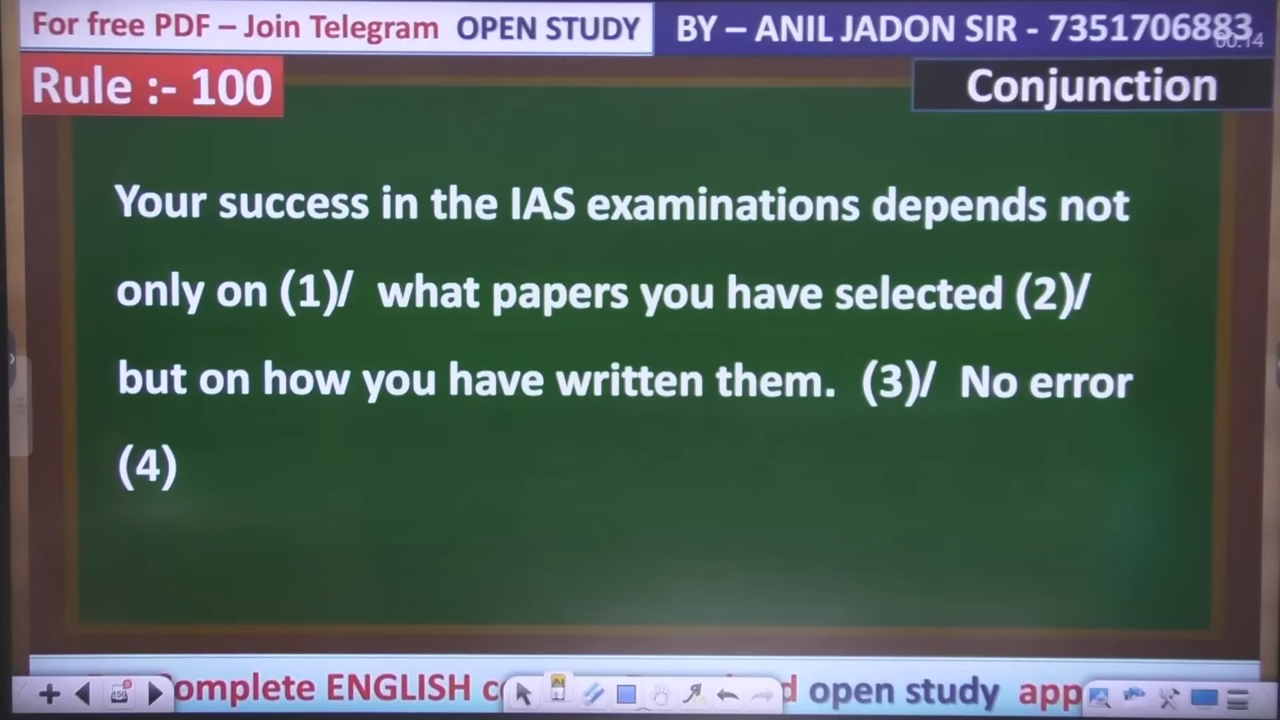 For free PDF – Join Telegram OPEN STUDY BY – ANIL JADON SIR - 7351706883
00:14
Rule :- 100
Conjunction
Your success in the IAS examinations depends not
only on (1)/ what papers you have selected (2)/
but on how you have written them. (3)/ No error
(4)
omplete ENGLISH c d open study app